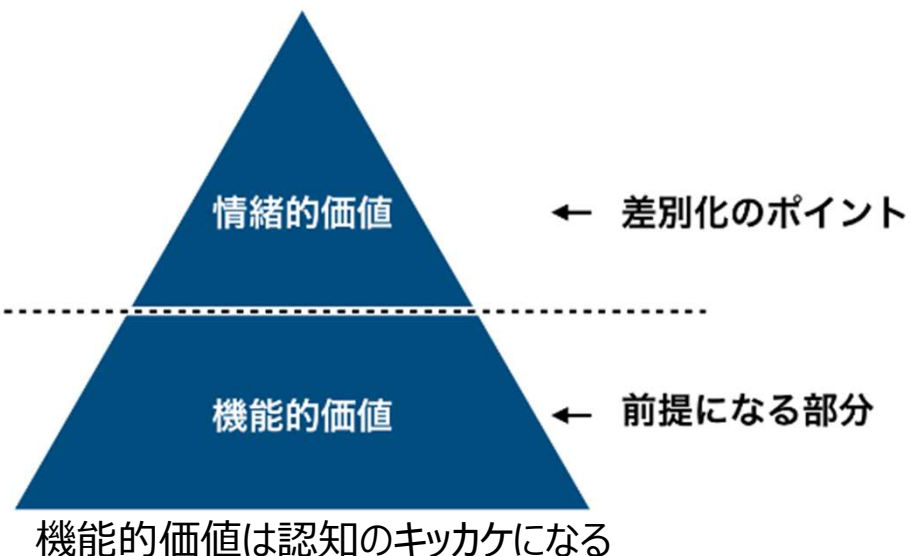 情緒的価値 ← 差別化のポイント
機能的価値 ← 前提になる部分
機能的価値は認知のキッカケになる